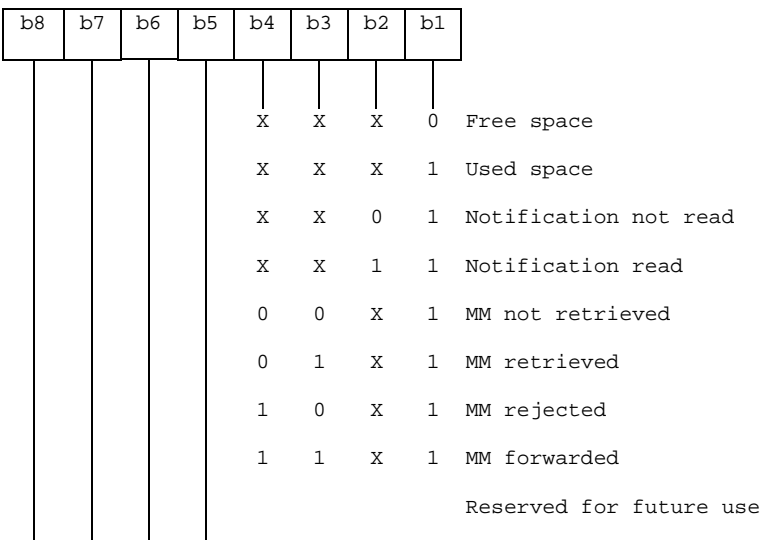 b8 b7 b6 b5 b4 b3 b2 b1
X X X 0 Free space
X X X 1 Used space
X X 0 1 Notification not read
X X 1 1 Notification read
0 0 X 1 MM not retrieved
0 1 X 1 MM retrieved
1 0 X 1 MM rejected
1 1 X 1 MM forwarded
Reserved for future use